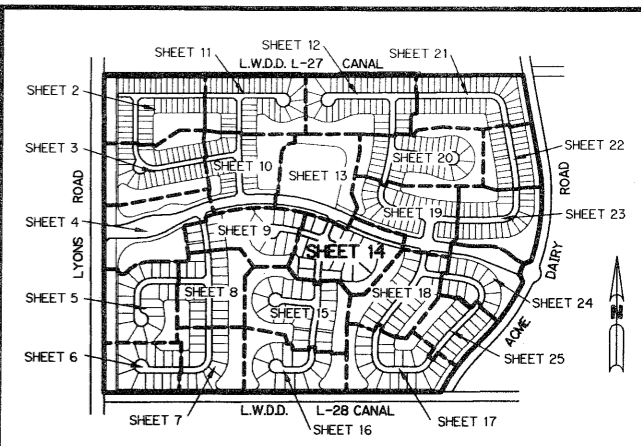 SHEET 11
SHEET 12
SHEET 21
L.W.D.D. L-27 CANAL
SHEET 2
SHEET 22
SHEET 3
SHEET 20
SHEET 10
SHEET 13
ROAD
ROAD
SHEET 4
SHEET 19
SHEET 23
SHEET 9
SHEET 14
LYONS
DAIRY
SHEET 8
SHEET 18
SHEET 24
SHEET 5
SHEET 15
ACME
N
SHEET 25
SHEET 6
SHEET 7
L.W.D.D. L-28 CANAL
SHEET 16
SHEET 17